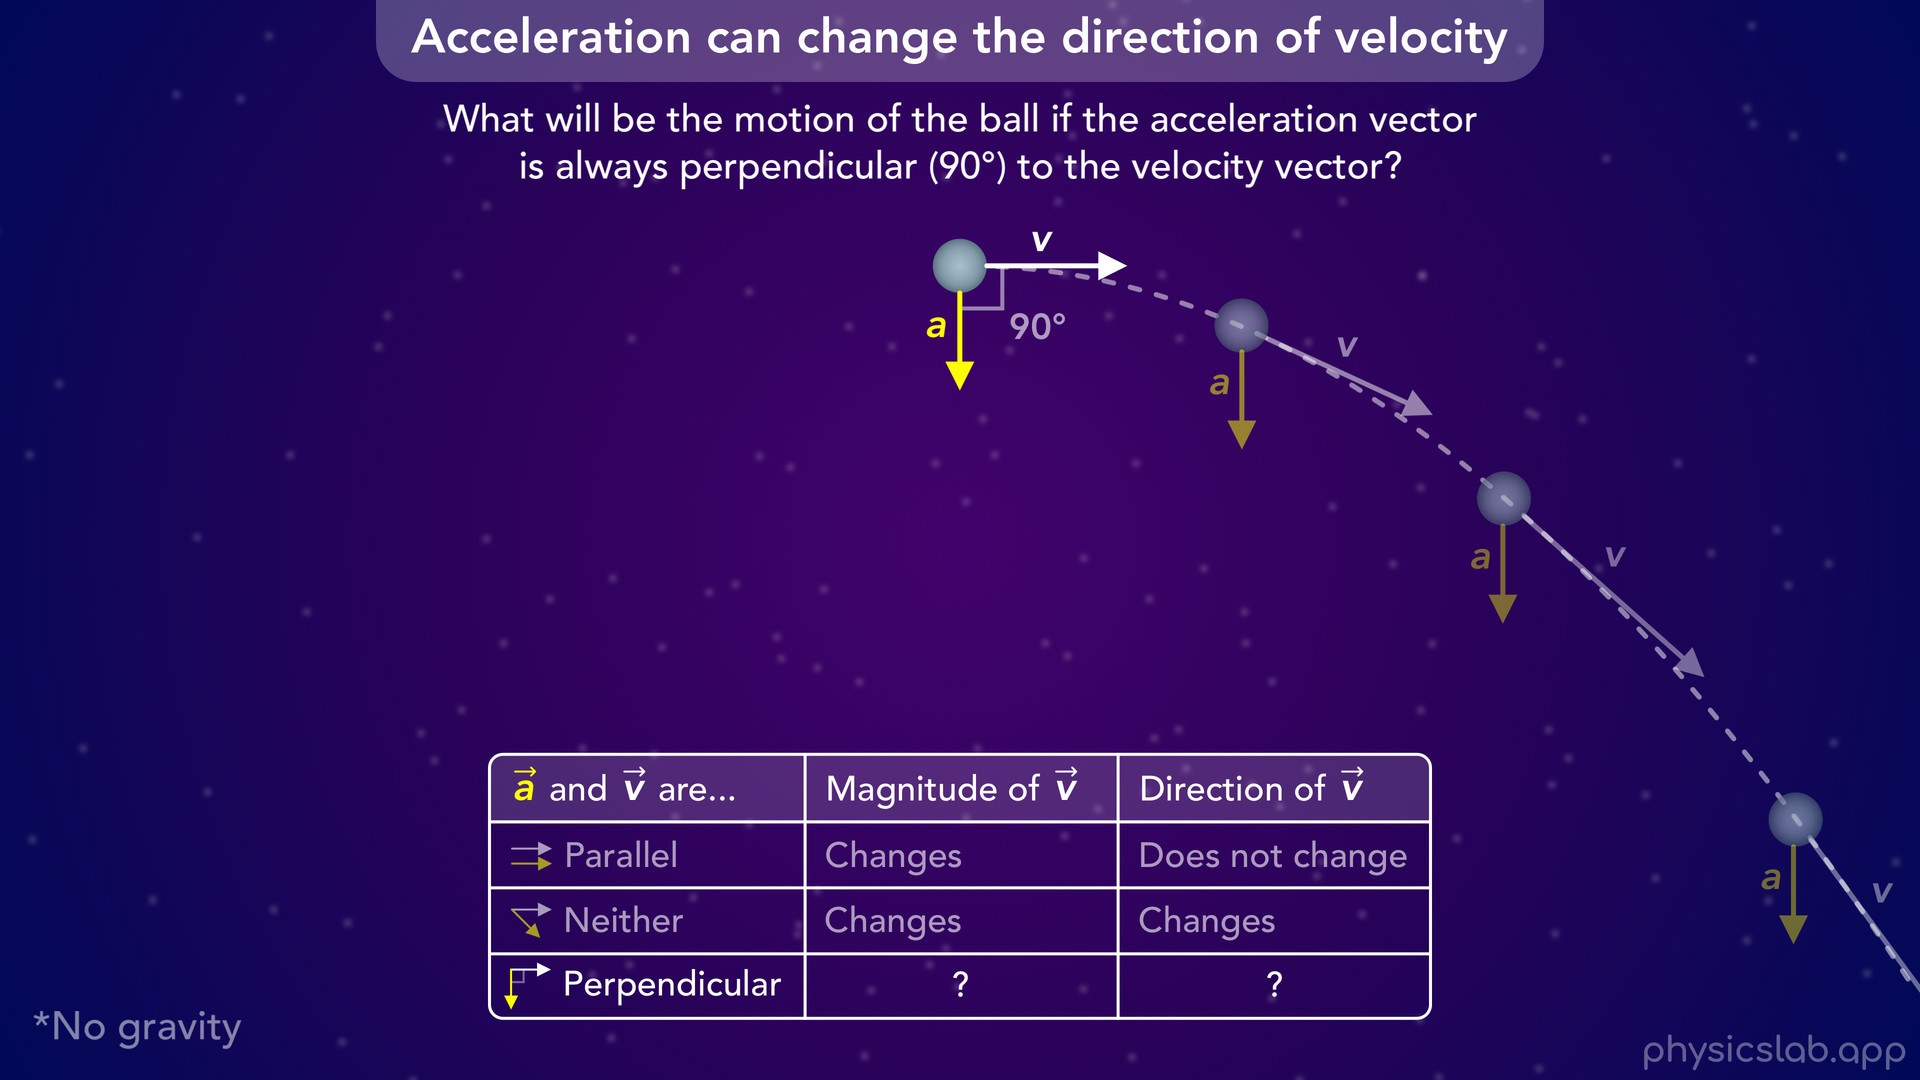 Acceleration can change the direction of velocity
What will be the motion of the ball if the acceleration vector
is always perpendicular (90°) to the velocity vector?
v
a
90°
v
a
v
a
v
a
a and v are...
Magnitude of v
Direction of v
Parallel
Changes
Does not change
Neither
Changes
Changes
Perpendicular
?
?
*No gravity
physicslab.app